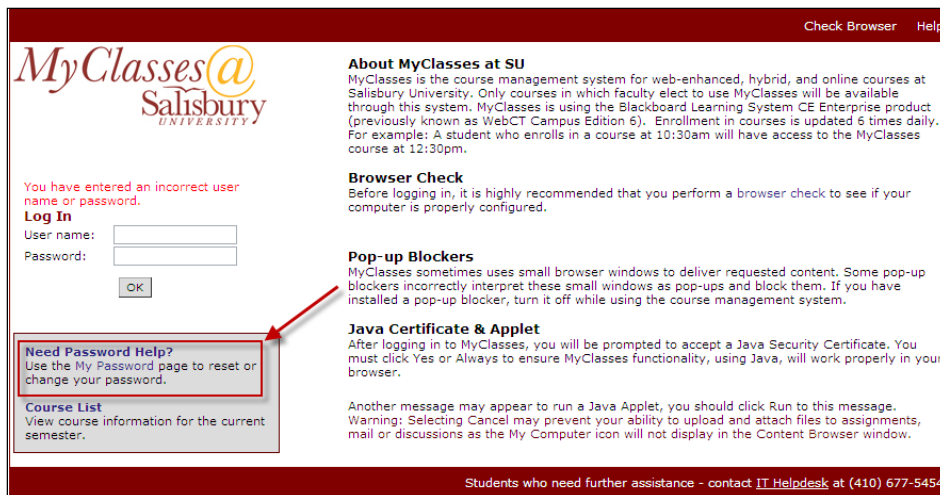 Check Browser Help
MyClasses@
Salisbury
UNIVERSITY
You have entered an incorrect user
name or password.
Log In
User name:
Password:
OK
Need Password Help?
Use the My Password page to reset or
change your password.
Course List
View course information for the current
semester.
About MyClasses at SU
MyClasses is the course management system for web-enhanced, hybrid, and online courses at
Salisbury University. Only courses in which faculty elect to use MyClasses will be available
through this system. MyClasses is using the Blackboard Learning System CE Enterprise product
(previously known as WebCT Campus Edition 6). Enrollment in courses is updated 6 times daily.
For example: A student who enrolls in a course at 10:30am will have access to the MyClasses
course at 12:30pm.
Browser Check
Before logging in, it is highly recommended that you perform a browser check to see if your
computer is properly configured.
Pop-up Blockers
MyClasses sometimes uses small browser windows to deliver requested content. Some pop-up
blockers incorrectly interpret these small windows as pop-ups and block them. If you have
installed a pop-up blocker, turn it off while using the course management system.
Java Certificate & Applet
After logging in to MyClasses, you will be prompted to accept a Java Security Certificate. You
must click Yes or Always to ensure MyClasses functionality, using Java, will work properly in your
browser.
Another message may appear to run a Java Applet, you should click Run to this message.
Warning: Selecting Cancel may prevent your ability to upload and attach files to assignments,
mail or discussions as the My Computer icon will not display in the Content Browser window.
Students who need further assistance - contact IT Helpdesk at (410) 677-5454